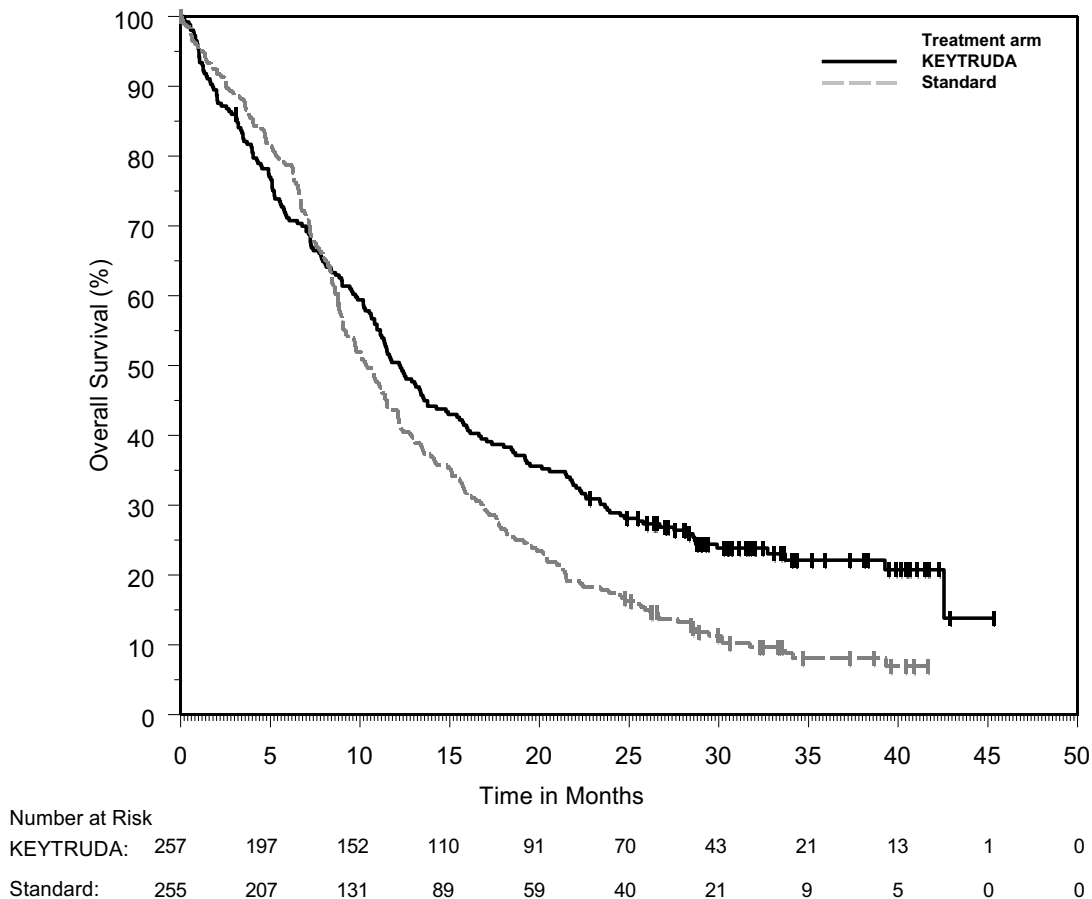 Treatment arm
KEYTRUDA
Standard
100
90
80
70
60
50
40
30
20
10
0
Overall Survival (%)
0 5 10 15 20 25 30 35 40 45 50
Time in Months
Number at Risk
KEYTRUDA: 257 197 152 110 91 70 43 21 13 1 0
Standard: 255 207 131 89 59 40 21 9 5 0 0